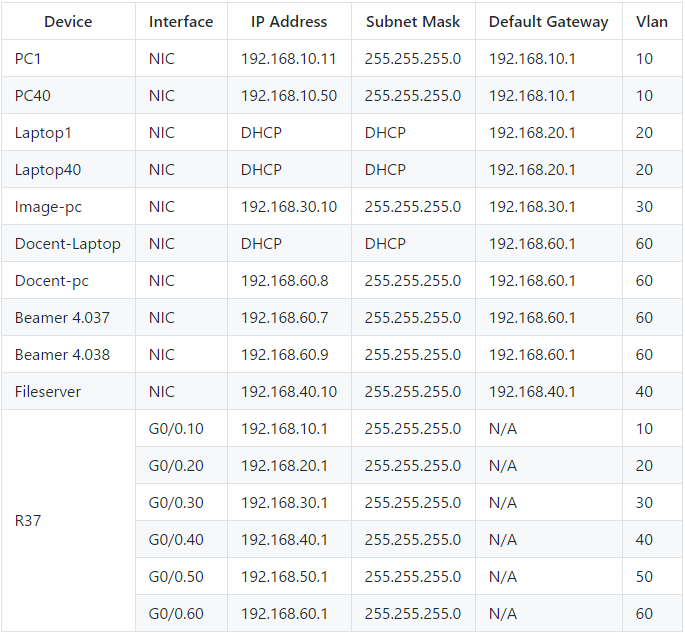 Device Interface IP Address Subnet Mask Default Gateway Vlan
PC1 NIC 192.168.10.11 255.255.255.0 192.168.10.1 10
PC40 NIC 192.168.10.50 255.255.255.0 192.168.10.1 10
Laptop1 NIC DHCP DHCP 192.168.20.1 20
Laptop40 NIC DHCP DHCP 192.168.20.1 20
Image-pc NIC 192.168.30.10 255.255.255.0 192.168.30.1 30
Docent-Laptop NIC DHCP DHCP 192.168.60.1 60
Docent-pc NIC 192.168.60.8 255.255.255.0 192.168.60.1 60
Beamer 4.037 NIC 192.168.60.7 255.255.255.0 192.168.60.1 60
Beamer 4.038 NIC 192.168.60.9 255.255.255.0 192.168.60.1 60
Fileserver NIC 192.168.40.10 255.255.255.0 192.168.40.1 40
R37
G0/0.10 192.168.10.1 255.255.255.0 N/A 10
G0/0.20 192.168.20.1 255.255.255.0 N/A 20
G0/0.30 192.168.30.1 255.255.255.0 N/A 30
G0/0.40 192.168.40.1 255.255.255.0 N/A 40
G0/0.50 192.168.50.1 255.255.255.0 N/A 50
G0/0.60 192.168.60.1 255.255.255.0 N/A 60